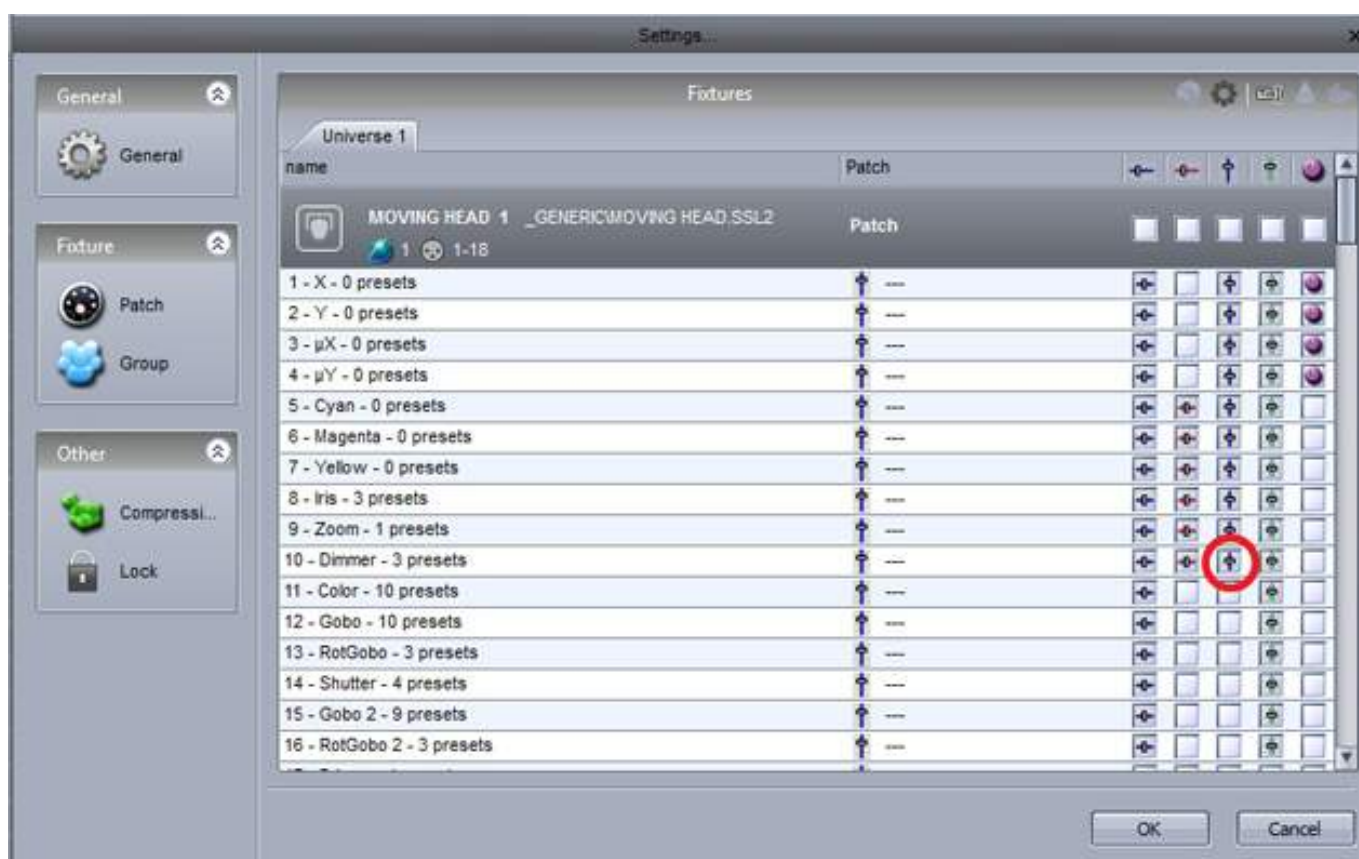 Settings...
General
General
Fixture
Patch
Group
Other
Compressi...
Lock
Fixtures
Universe 1
name Patch
MOVING HEAD 1 _GENERIC\MOVING HEAD.SSL2 Patch
1 1-18
1 - X - 0 presets ---
2 - Y - 0 presets ---
3 - µX - 0 presets ---
4 - µY - 0 presets ---
5 - Cyan - 0 presets ---
6 - Magenta - 0 presets ---
7 - Yellow - 0 presets ---
8 - Iris - 3 presets ---
9 - Zoom - 1 presets ---
10 - Dimmer - 3 presets ---
11 - Color - 10 presets ---
12 - Gobo - 10 presets ---
13 - RotGobo - 3 presets ---
14 - Shutter - 4 presets ---
15 - Gobo 2 - 9 presets ---
16 - RotGobo 2 - 3 presets ---
OK Cancel